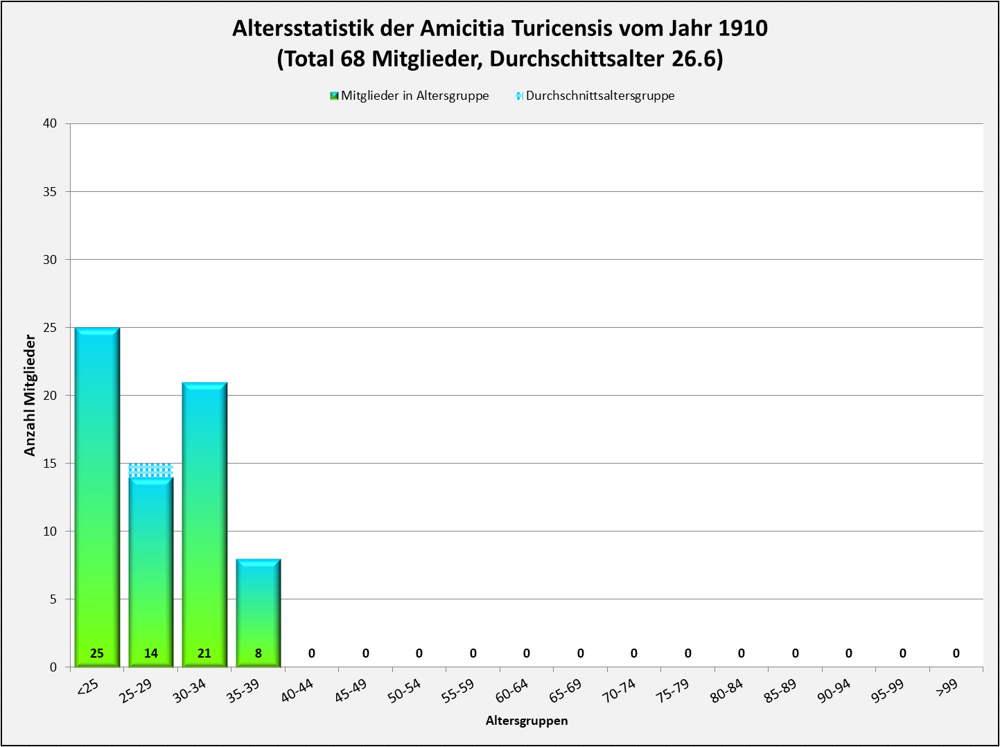 Altersstatistik der Amicitia Turicensis vom Jahr 1910
(Total 68 Mitglieder, Durchschittsalter 26.6)
Mitglieder in Altersgruppe Durchschnittsaltersgruppe
40
35
30
25
20
15
10
5
0
Anzahl Mitglieder
25 14 21 8 0 0 0 0 0 0 0 0 0 0 0 0 0
<25 25-29 30-34 35-39 40-44 45-49 50-54 55-59 60-64 65-69 70-74 75-79 80-84 85-89 90-94 95-99 >99
Altersgruppen